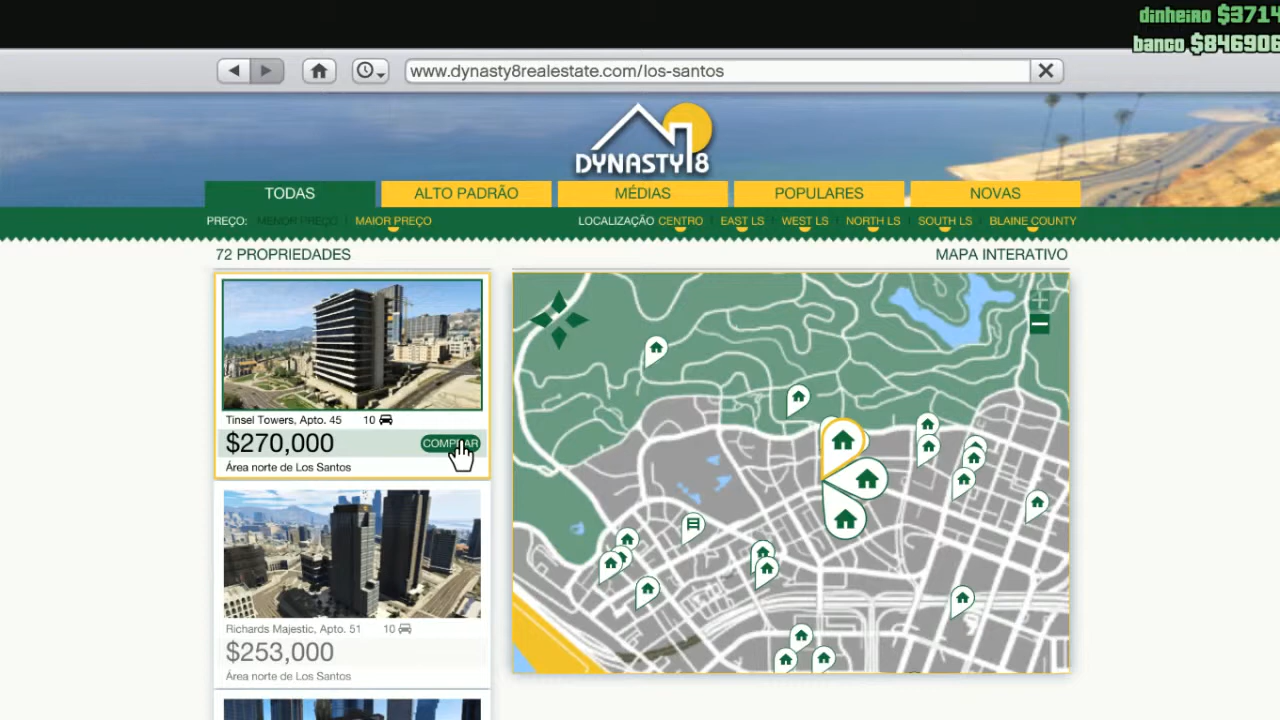 dinheiro $3714
banco $846906
www.dynasty8realestate.com/los-santos
DYNASTY 8
TODAS
ALTO PADRÃO
MÉDIAS
POPULARES
NOVAS
PREÇO: MENOR PREÇO MAIOR PREÇO
LOCALIZAÇÃO CENTRO EAST LS WEST LS NORTH LS SOUTH LS BLAINE COUNTY
72 PROPRIEDADES
MAPA INTERATIVO
Tinsel Towers, Apto. 45 10
$270,000
COMPRAR
Área norte de Los Santos
Richards Majestic, Apto. 51 10
$253,000
Área norte de Los Santos